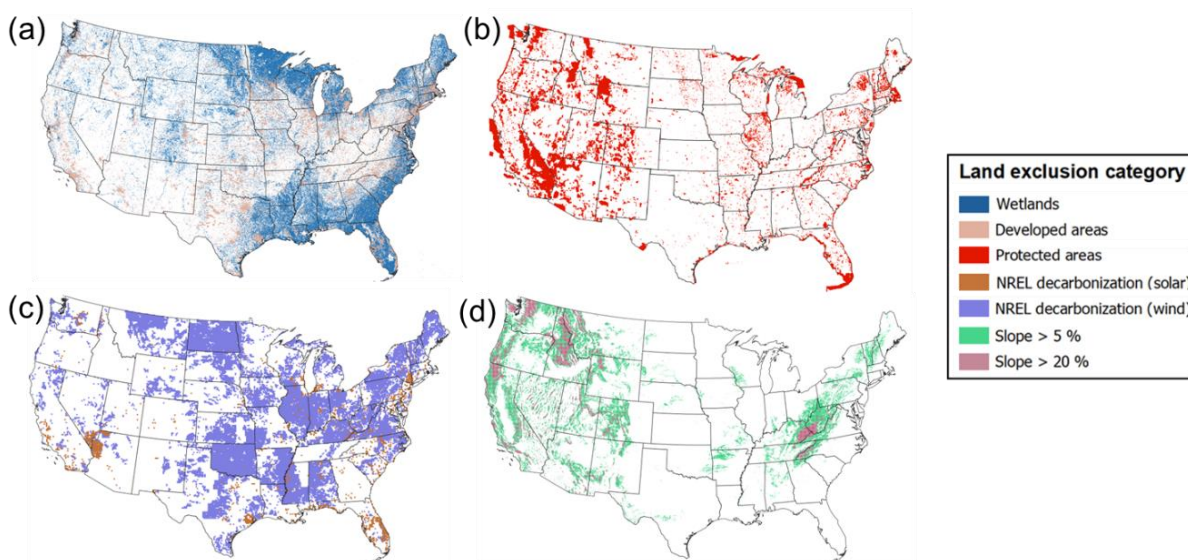 (a)
(b)
Land exclusion category
Wetlands
Developed areas
Protected areas
NREL decarbonization (solar)
NREL decarbonization (wind)
Slope > 5 %
Slope > 20 %
(c)
(d)